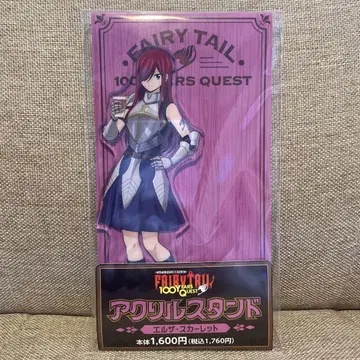 FAIRY TAIL
100 YEARS QUEST
FAIRY TAIL
100 YEARS QUEST
アクリルスタンド
エルザ・スカーレット
本体1,600円(税込1,760円)